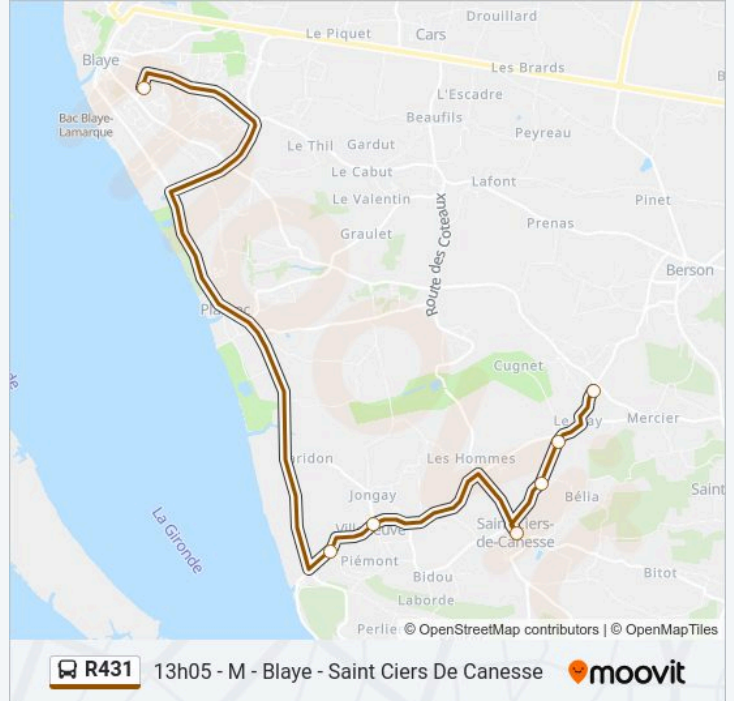 Drouillard
Le Piquet
Cars
Blaye
Les Brards
L'Escadre
Bac Blaye-
Lamarque
Beaufils
Peyreau
Le Thil
Gardut
Le Cabut
Lafont
Le Valentin
Pinet
Route des Coteaux
Prenas
Graulet
Berson
Cugnet
Mercier
Les Hommes
Jongay
Bélia
Saint
La Gironde
de-Canesse
Piémont
Bidou
Bitot
Laborde
Perlie
© OpenStreetMap contributors | © OpenMapTiles
R431 13h05 - M - Blaye - Saint Ciers De Canesse moovit